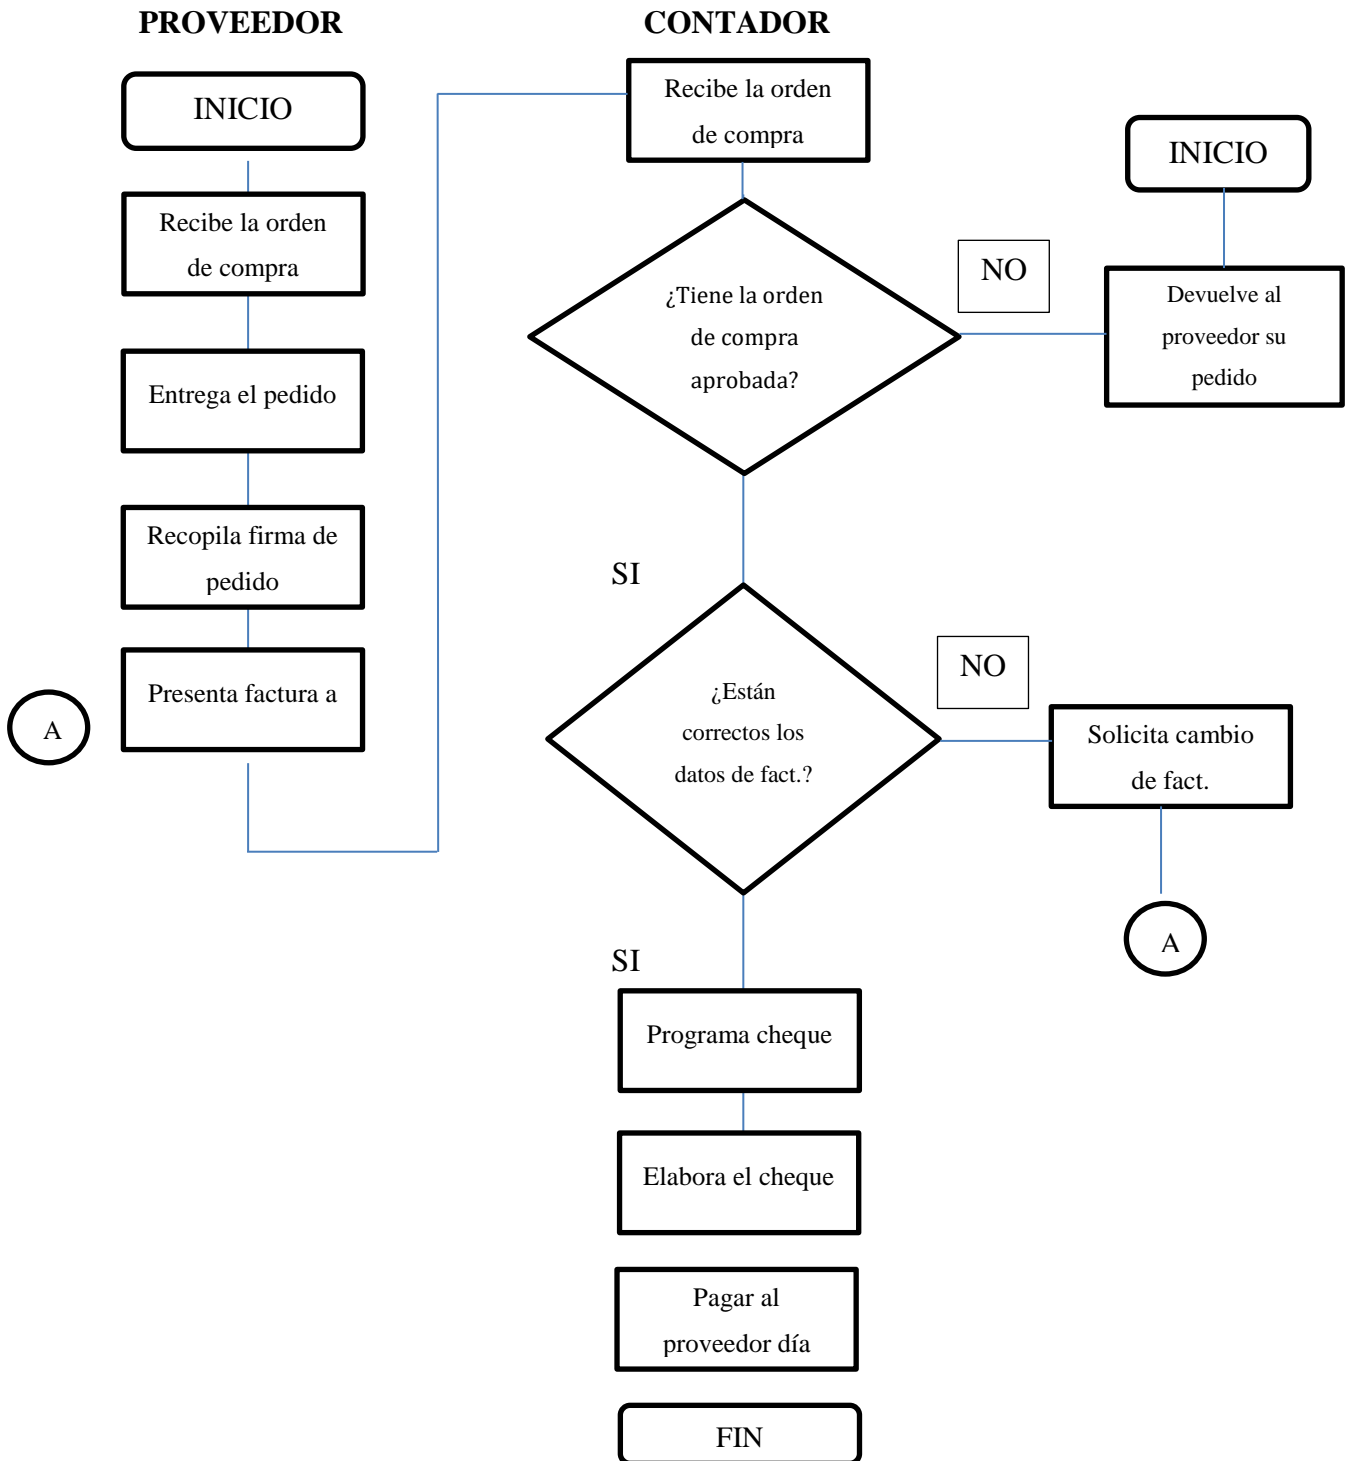 PROVEEDOR
INICIO
Recibe la orden
de compra
Entrega el pedido
Recopila firma de
pedido
Presenta factura a
A
CONTADOR
Recibe la orden
de compra
¿Tiene la orden
de compra
aprobada?
NO
INICIO
Devuelve al
proveedor su
pedido
SI
¿Están
correctos los
datos de fact.?
NO
Solicita cambio
de fact.
A
SI
Programa cheque
Elabora el cheque
Pagar al
proveedor día
FIN